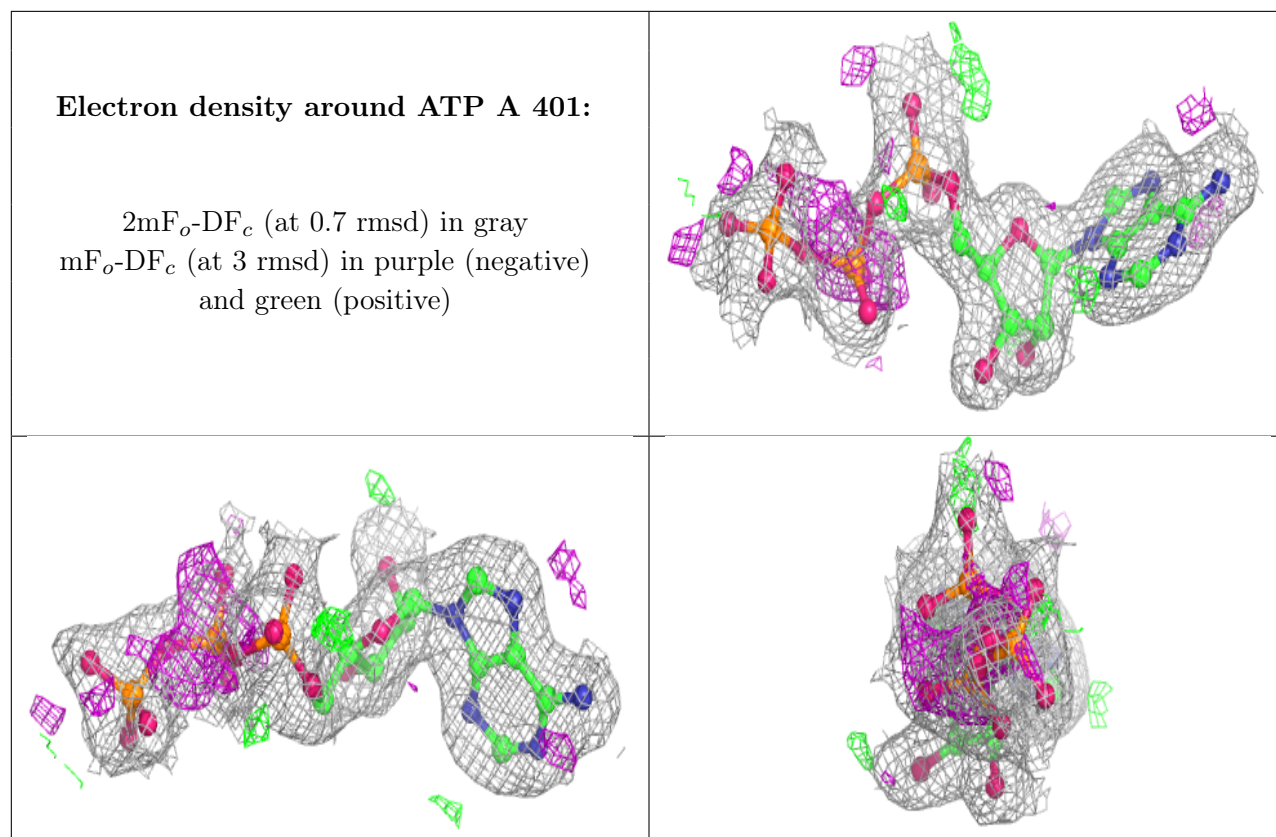 Electron density around ATP A 401:
2mFo-DFc (at 0.7 rmsd) in gray
mFo-DFc (at 3 rmsd) in purple (negative)
and green (positive)